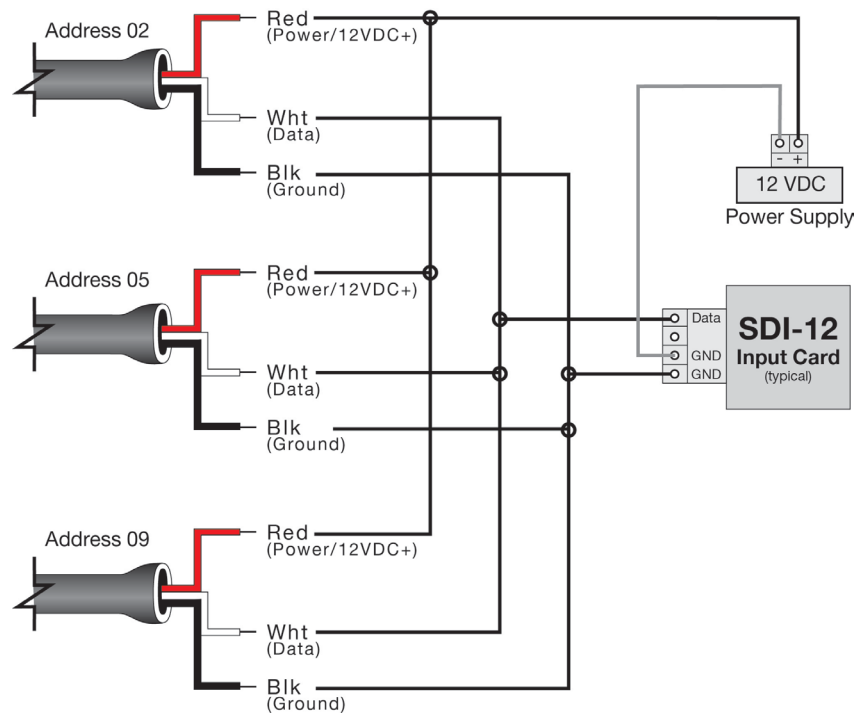 Address 02
Red
(Power/12VDC+)
Wht
(Data)
Blk
(Ground)
- +
12 VDC
Power Supply
Address 05
Red
(Power/12VDC+)
Wht
(Data)
Blk
(Ground)
Data
GND
GND
SDI-12
Input Card
(typical)
Address 09
Red
(Power/12VDC+)
Wht
(Data)
Blk
(Ground)